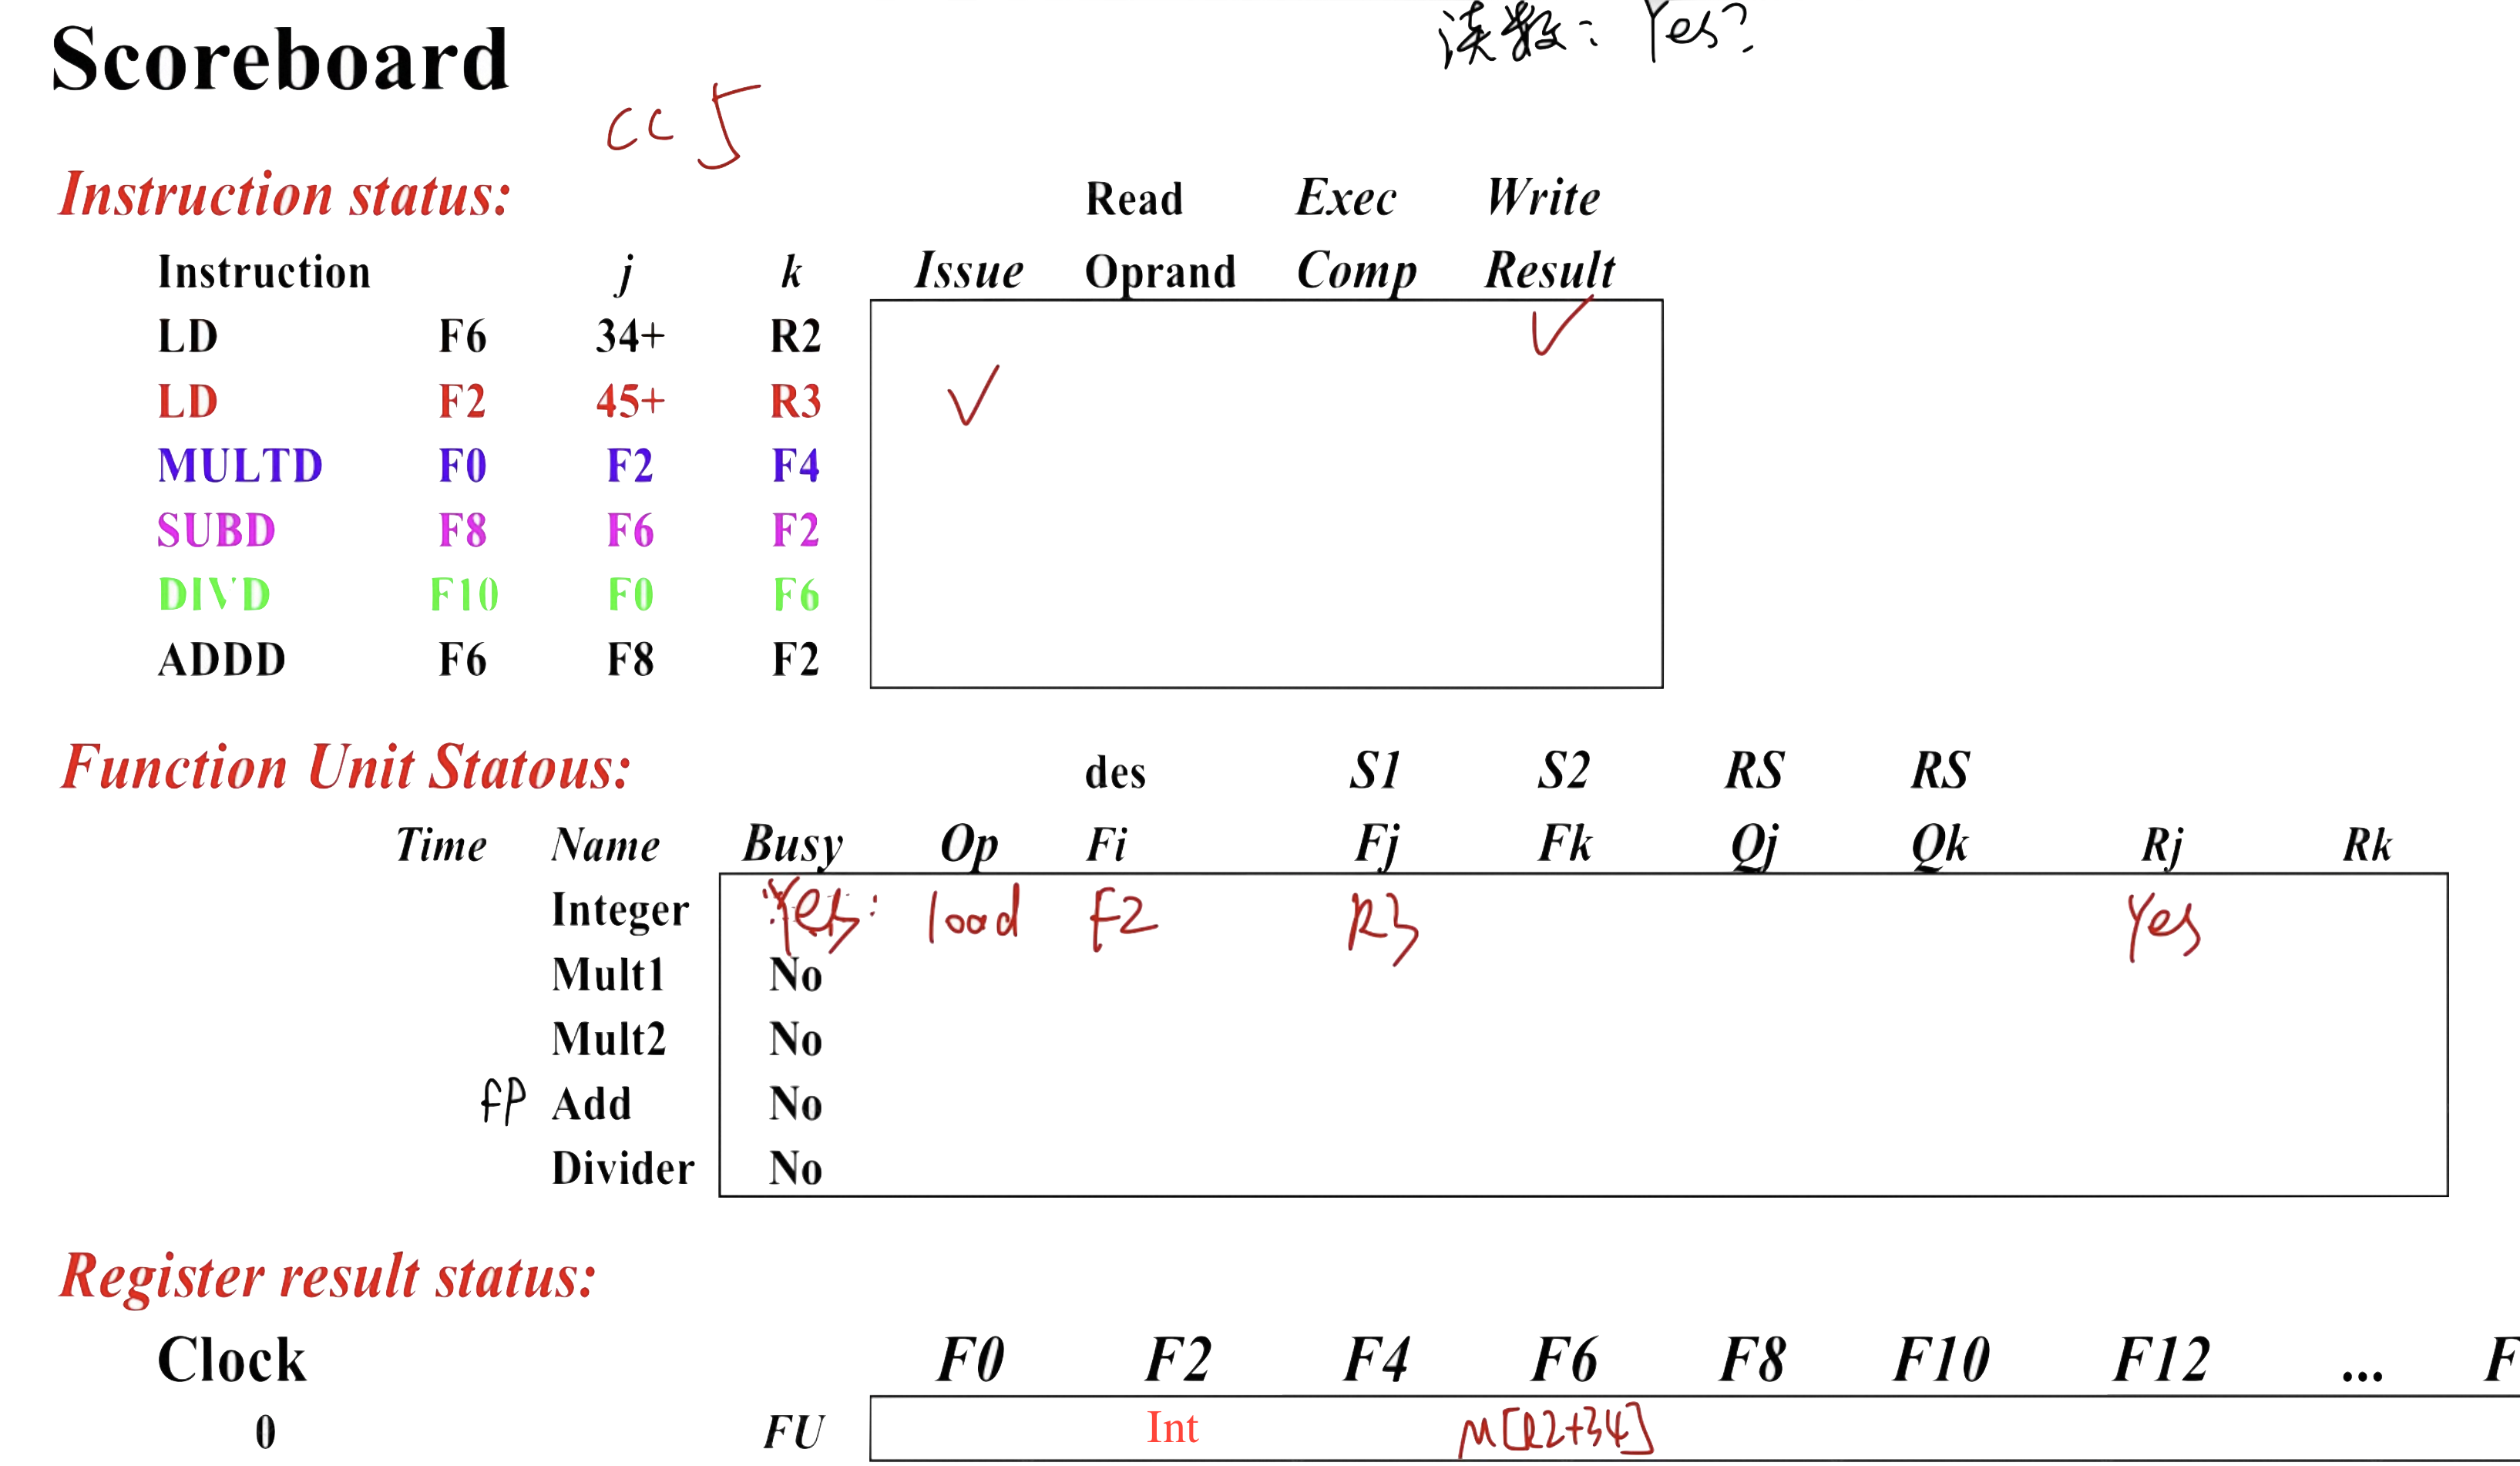 读数: Yes?
Scoreboard
CC 5
Instruction status: Read Exec Write
Instruction j k Issue Oprand Comp Result
LD F6 34+ R2 ✓
LD F2 45+ R3 ✓
MULTD F0 F2 F4
SUBD F8 F6 F2
DIVD F10 F0 F6
ADDD F6 F8 F2
Function Unit Statous: des S1 S2 RS RS
Time Name Busy Op Fi Fj Fk Qj Qk Rj Rk
Integer Yes load F2 R3 Yes
Mult1 No
Mult2 No
FP Add No
Divider No
Register result status:
Clock F0 F2 F4 F6 F8 F10 F12 ... F
0 FU Int M[R2+34]